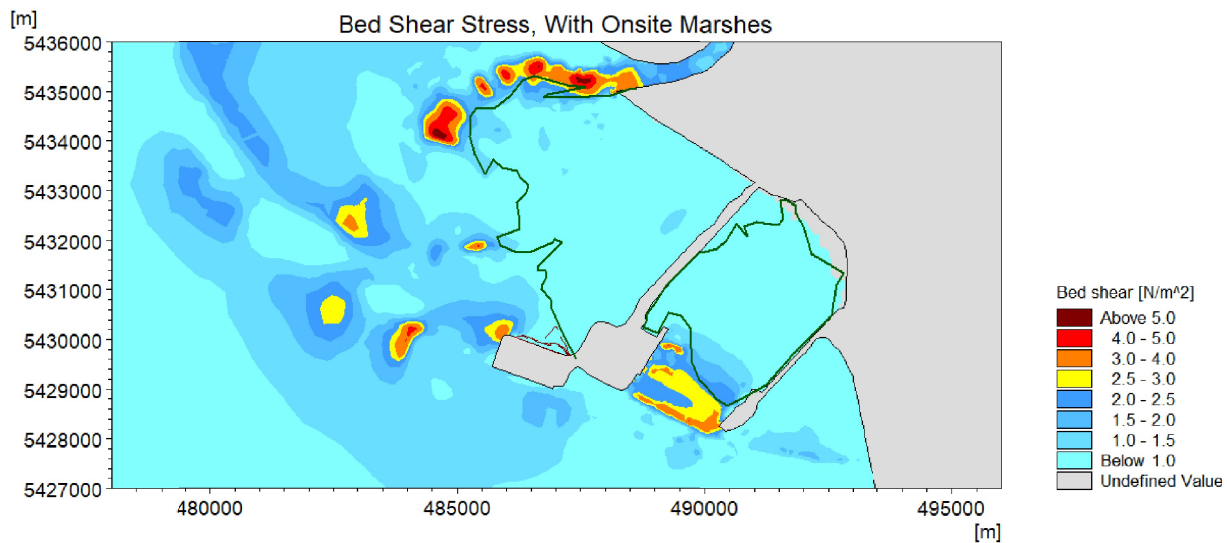 [m]
Bed Shear Stress, With Onsite Marshes
5436000
5435000
5434000
5433000
5432000
5431000
5430000
5429000
5428000
5427000
480000 485000 490000 495000
[m]
Bed shear [N/m^2]
Above 5.0
4.0 - 5.0
3.0 - 4.0
2.5 - 3.0
2.0 - 2.5
1.5 - 2.0
1.0 - 1.5
Below 1.0
Undefined Value